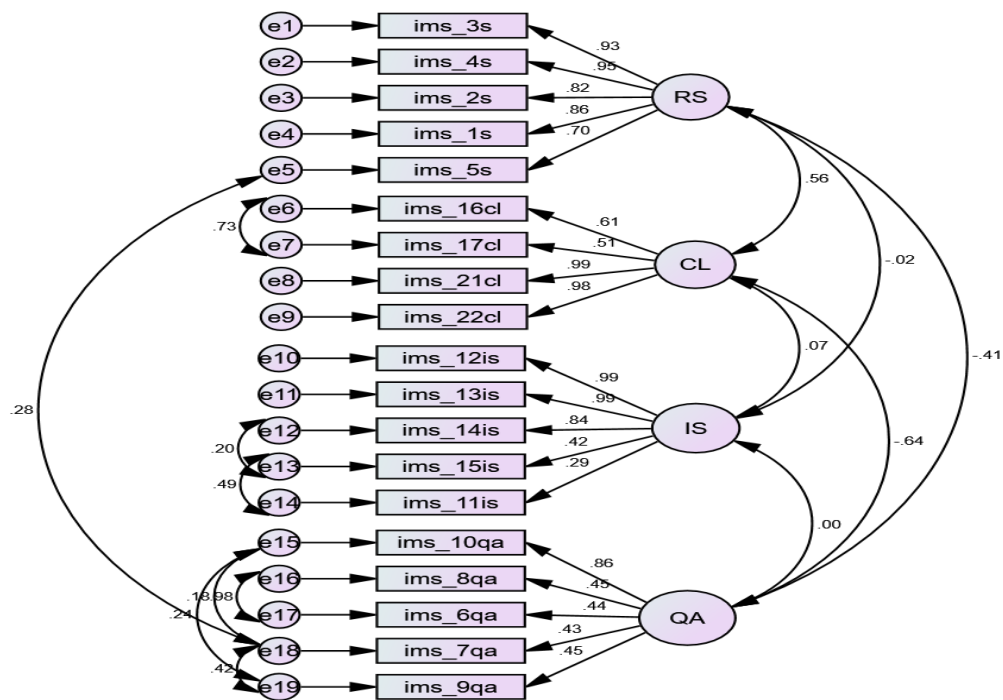 e1 ims_3s
.93
e2 ims_4s
.95
e3 ims_2s
.82
RS
e4 ims_1s
.86
e5 ims_5s
.70
.56
e6 ims_16cl
.61
.73
e7 ims_17cl
.51
CL
-.02
e8 ims_21cl
.99
e9 ims_22cl
.98
.07
-.41
e10 ims_12is
.99
e11 ims_13is
.99
.28
e12 ims_14is
.84
IS
-.64
.20
e13 ims_15is
.42
.49
e14 ims_11is
.29
.00
e15 ims_10qa
.86
e16 ims_8qa
.45
.18 .98
.24
e17 ims_6qa
.44
QA
e18 ims_7qa
.43
.42
e19 ims_9qa
.45